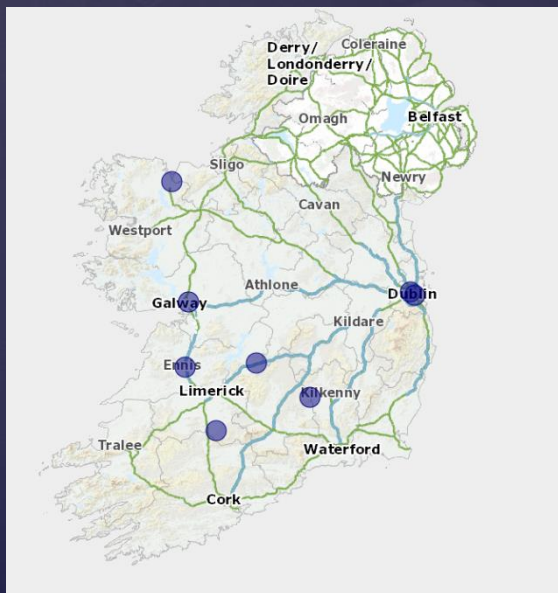 Derry/
Londonderry/
Doire
Coleraine
Omagh
Belfast
Sligo
Newry
Cavan
Westport
Athlone
Galway
Dublin
Kildare
Ennis
Limerick
Kilkenny
Tralee
Waterford
Cork